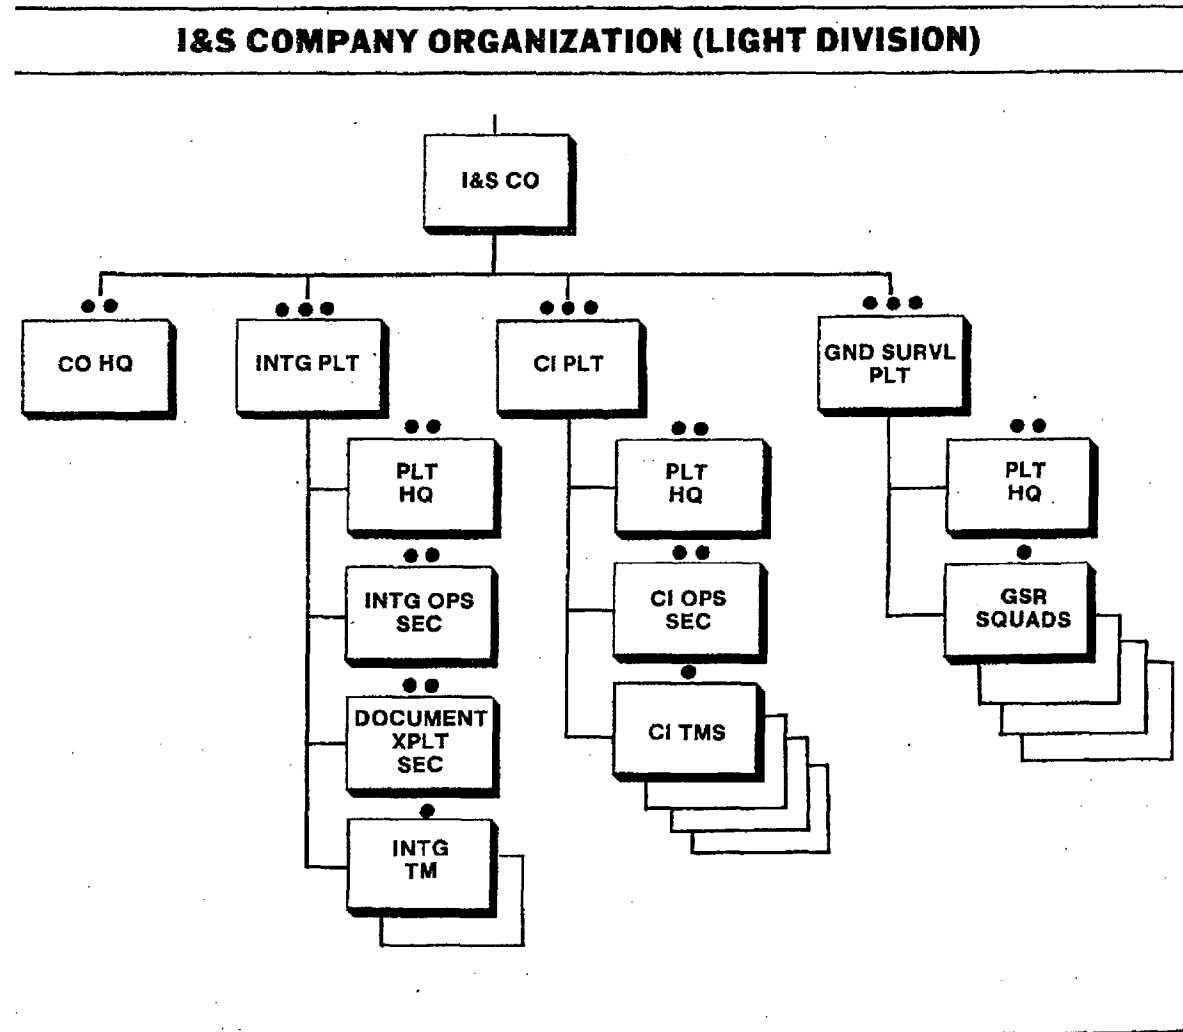 I&S COMPANY ORGANIZATION (LIGHT DIVISION)
I&S CO
CO HQ
INTG PLT
CI PLT
GND SURVL
PLT
PLT
HQ
PLT
HQ
PLT
HQ
INTG OPS
SEC
CI OPS
SEC
GSR
SQUADS
DOCUMENT
XPLT
SEC
CI TMS
INTG
TM